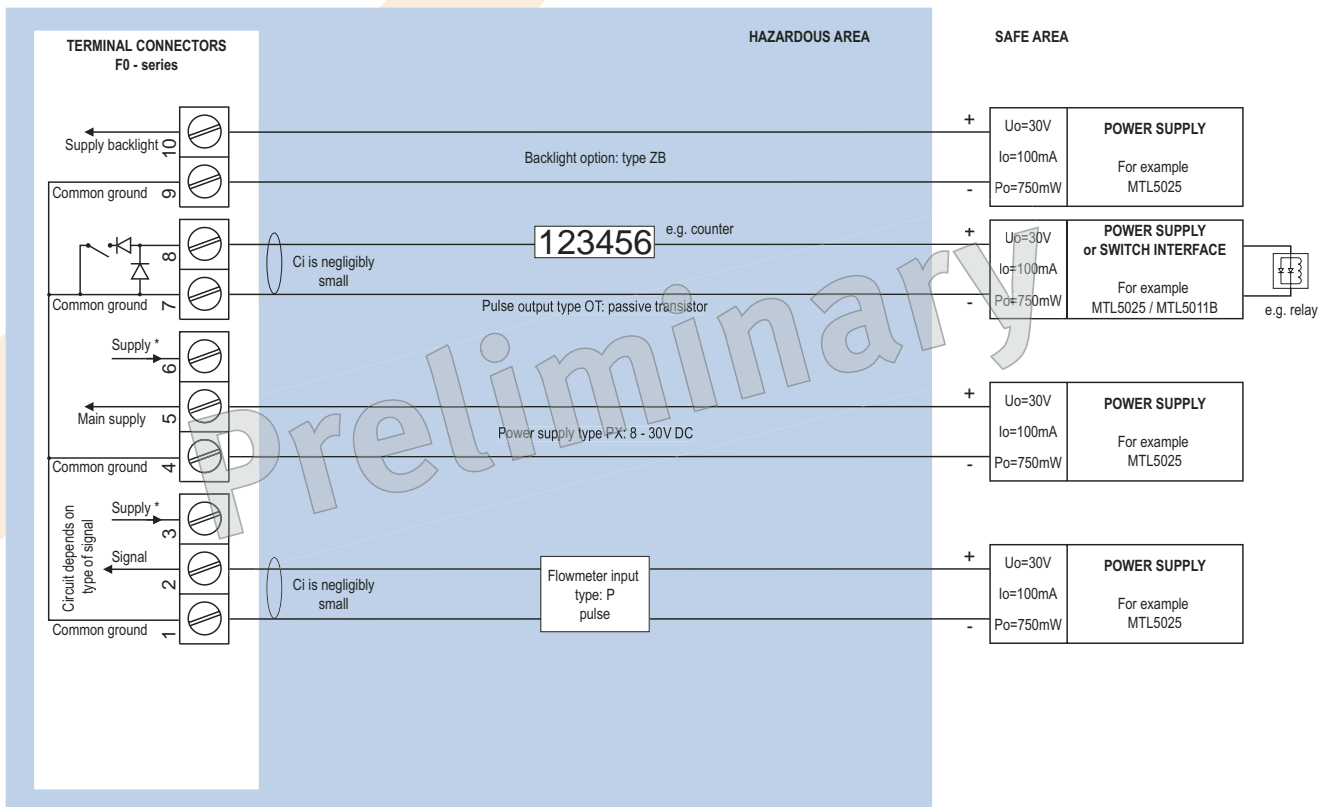 TERMINAL CONNECTORS
F0 - series
HAZARDOUS AREA
SAFE AREA
Supply backlight
10
Common ground
9
Backlight option: type ZB
+
-
Uo=30V
Io=100mA
Po=750mW
POWER SUPPLY
For example
MTL5025
8
Common ground
7
Ci is negligibly
small
123456
e.g. counter
Pulse output type OT: passive transistor
+
-
Uo=30V
Io=100mA
Po=750mW
POWER SUPPLY
or SWITCH INTERFACE
For example
MTL5025 / MTL5011B
e.g. relay
Supply *
6
Main supply
5
Common ground
4
Power supply type PX: 8 - 30V DC
+
-
Uo=30V
Io=100mA
Po=750mW
POWER SUPPLY
For example
MTL5025
Circuit depends on
type of signal
Supply *
3
Signal
2
Common ground
1
Ci is negligibly
small
Flowmeter input
type: P
pulse
+
-
Uo=30V
Io=100mA
Po=750mW
POWER SUPPLY
For example
MTL5025
Preliminary